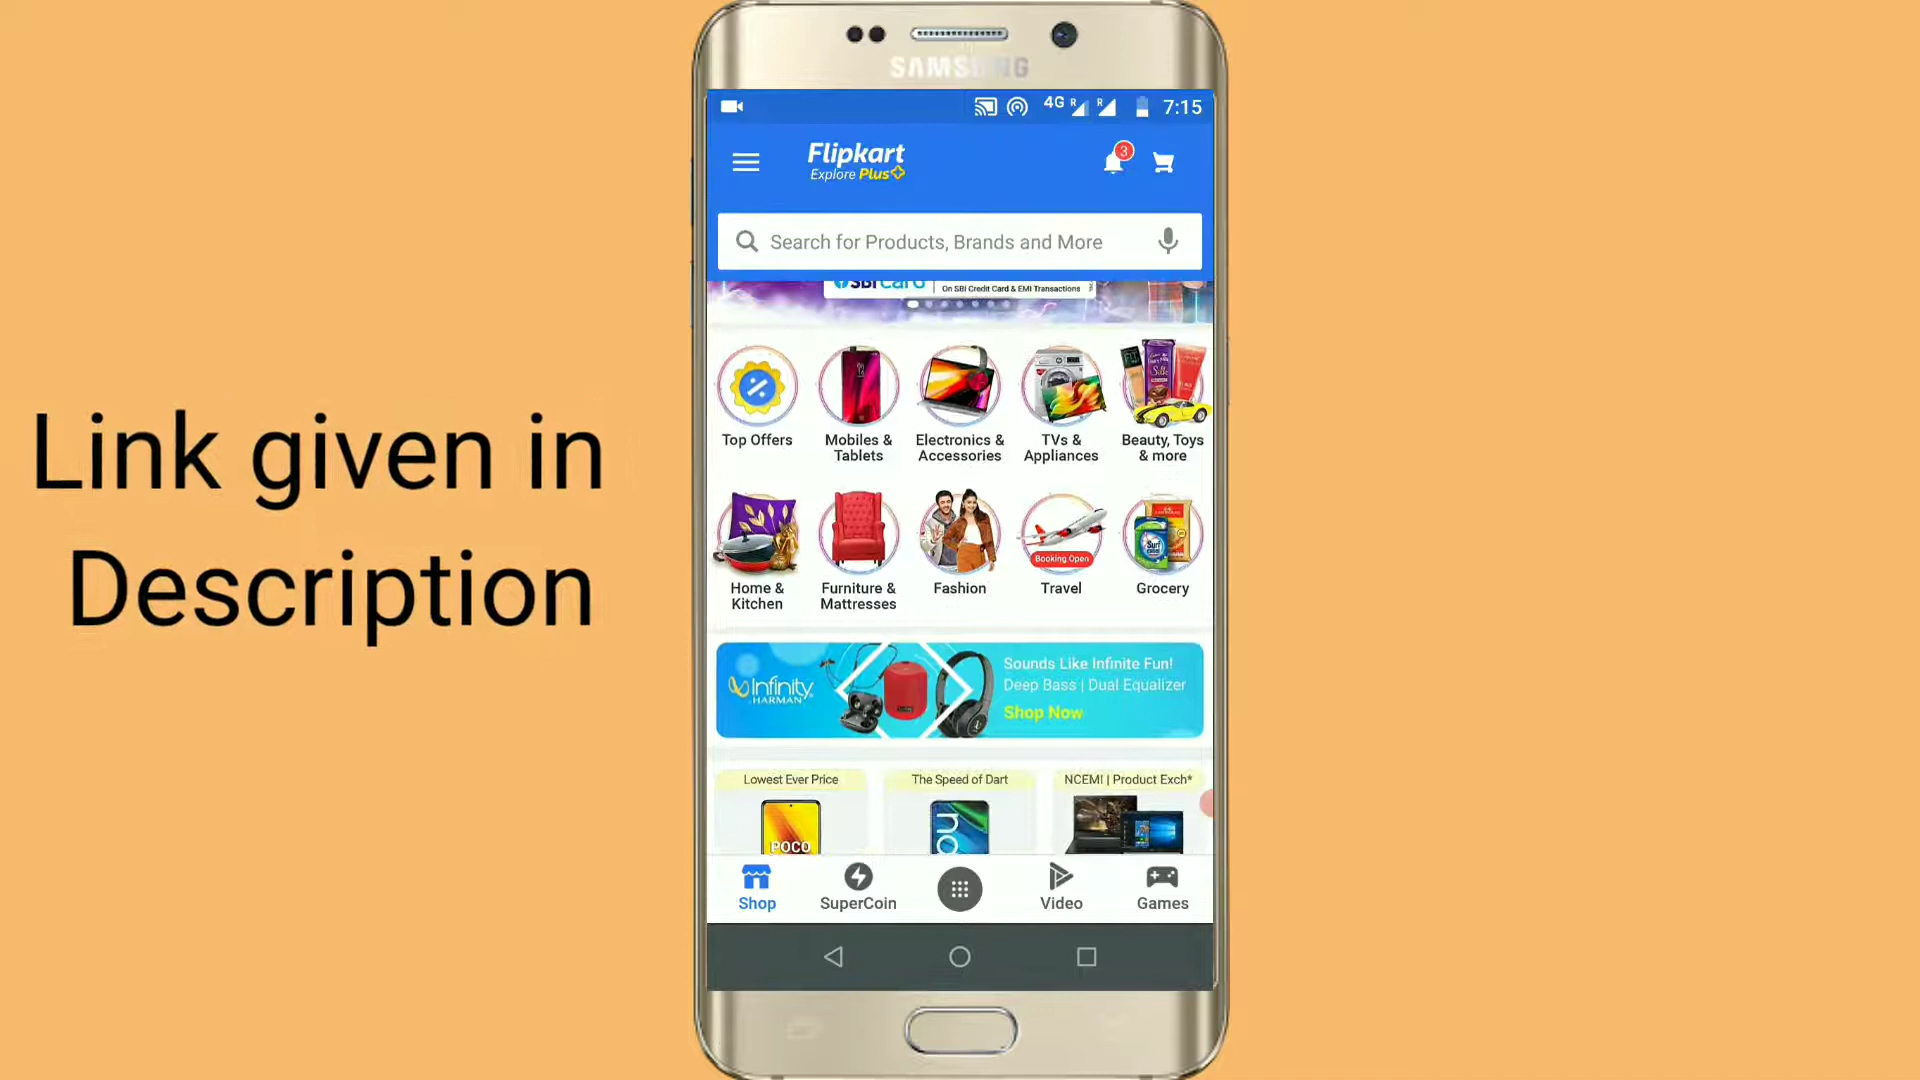 SAMSUNG
4G R R 7:15
Flipkart
Explore Plus
3
Search for Products, Brands and More
SBI card
On SBI Credit Card & EMI Transactions
Top Offers
Mobiles &
Tablets
Electronics &
Accessories
TVs &
Appliances
Beauty, Toys
& more
Booking Open
Home &
Kitchen
Furniture &
Mattresses
Fashion
Travel
Grocery
Link given in
Description
Infinity
HARMAN
Sounds Like Infinite Fun!
Deep Bass | Dual Equalizer
Shop Now
Lowest Ever Price
The Speed of Dart
NCEMI | Product Exch*
POCO
Shop
SuperCoin
Video
Games